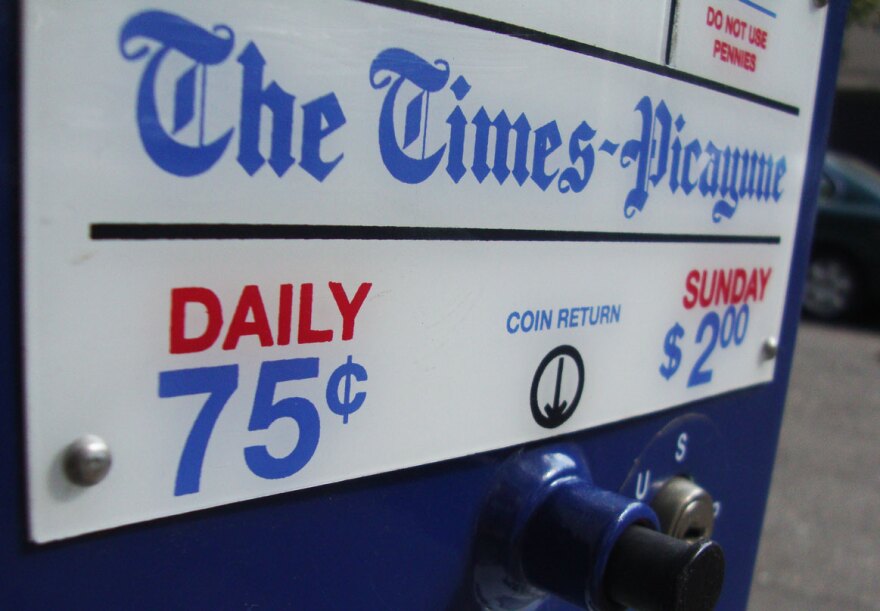 DO NOT USE
PENNIES
The Times-Picayune
DAILY
75¢
COIN RETURN
SUNDAY
$2.00
U S